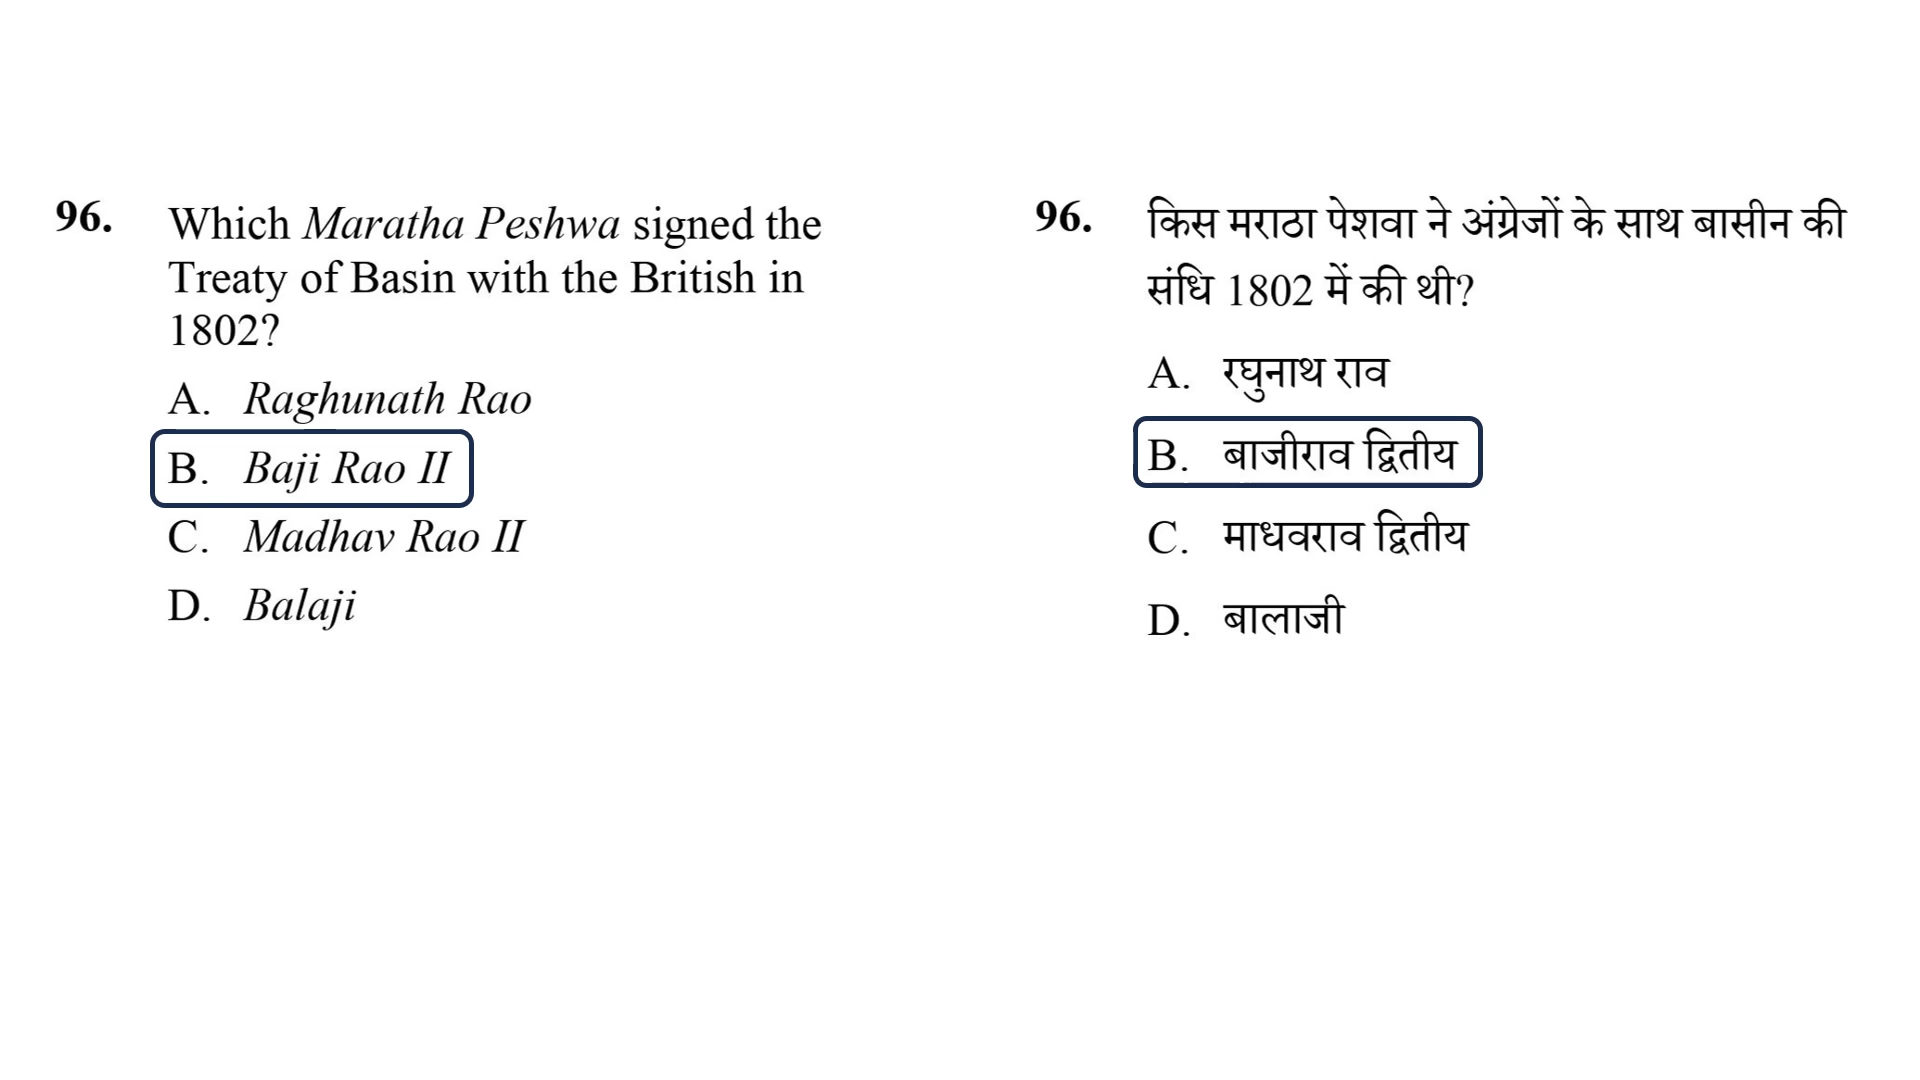 96. Which Maratha Peshwa signed the
Treaty of Basin with the British in
1802?
A. Raghunath Rao
B. Baji Rao II
C. Madhav Rao II
D. Balaji
96. किस मराठा पेशवा ने अंग्रेजों के साथ बासीन की
संधि 1802 में की थी?
A. रघुनाथ राव
B. बाजीराव द्वितीय
C. माधवराव द्वितीय
D. बालाजी